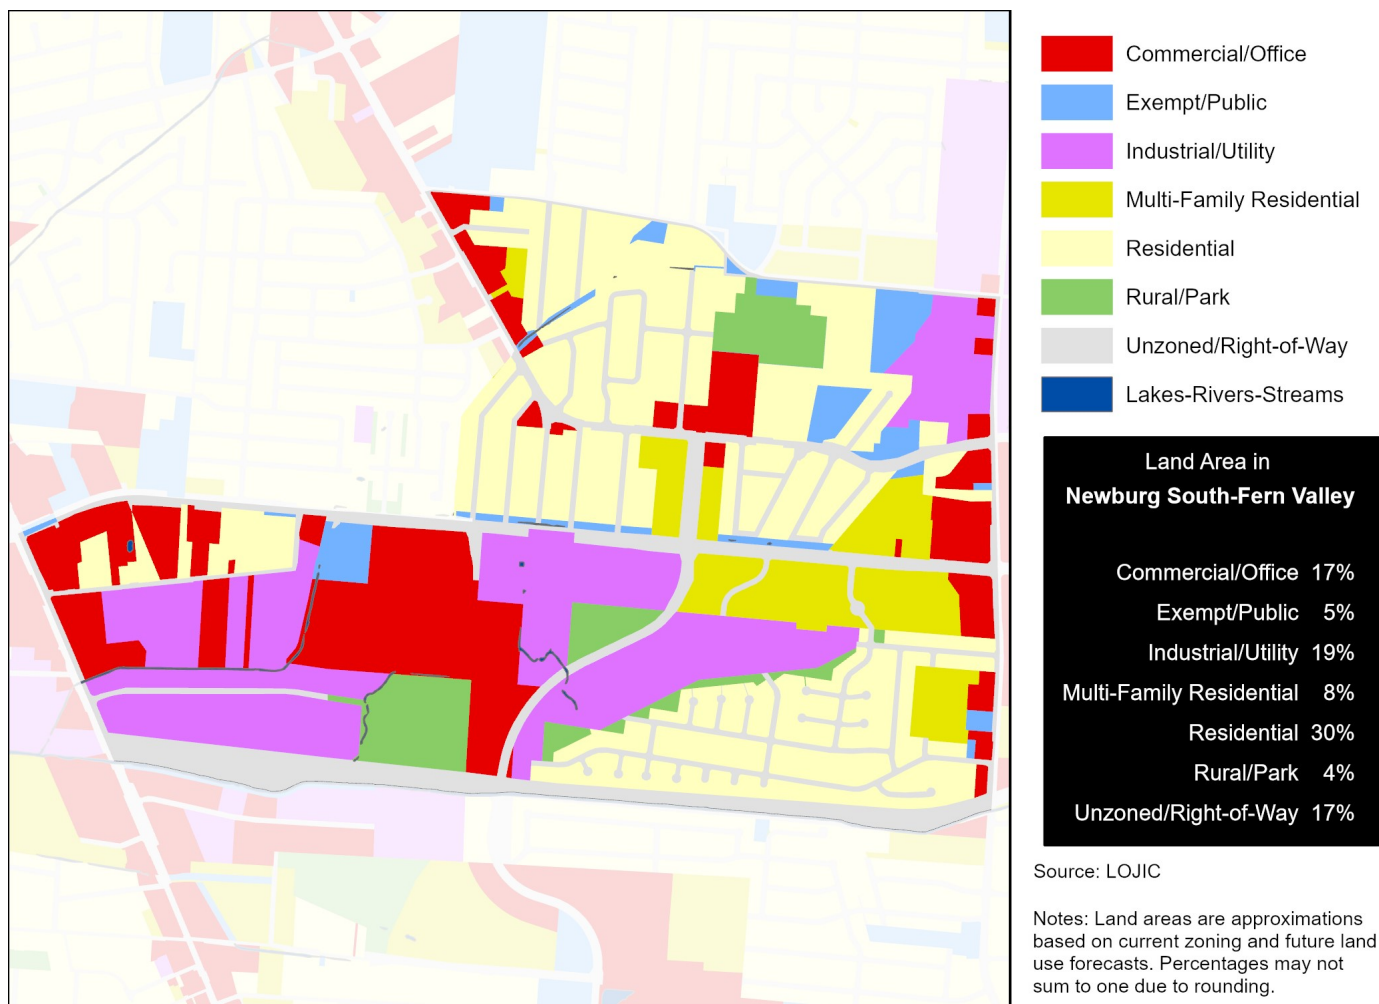 Commercial/Office
Exempt/Public
Industrial/Utility
Multi-Family Residential
Residential
Rural/Park
Unzoned/Right-of-Way
Lakes-Rivers-Streams
Land Area in
Newburg South-Fern Valley
Commercial/Office 17%
Exempt/Public 5%
Industrial/Utility 19%
Multi-Family Residential 8%
Residential 30%
Rural/Park 4%
Unzoned/Right-of-Way 17%
Source: LOJIC
Notes: Land areas are approximations
based on current zoning and future land
use forecasts. Percentages may not
sum to one due to rounding.